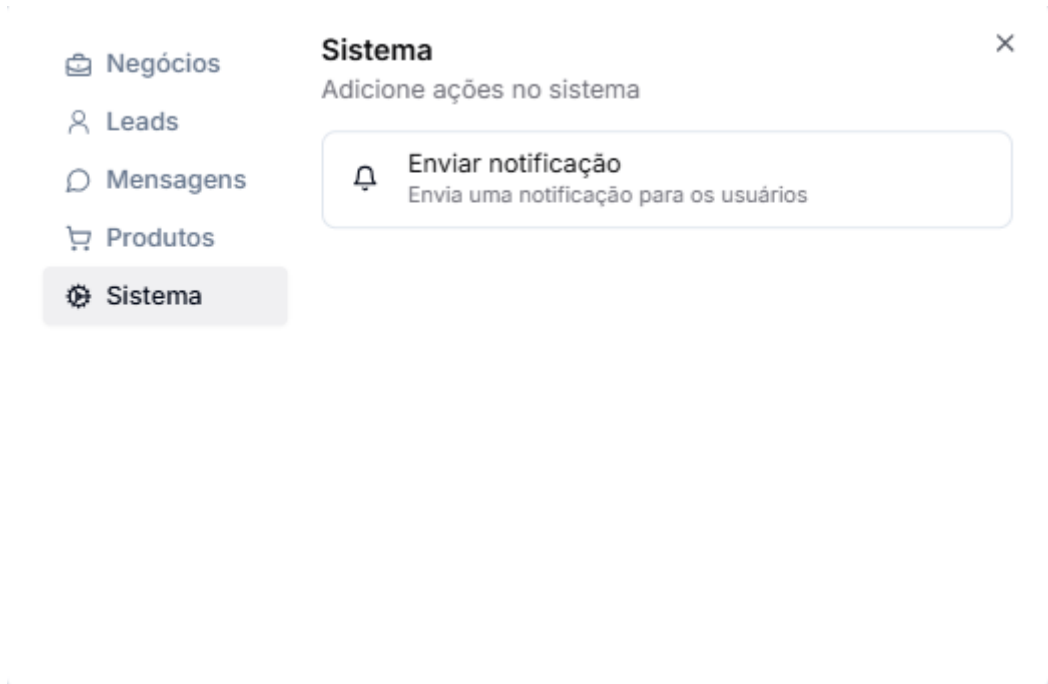 Negócios
Leads
Mensagens
Produtos
Sistema
Sistema
Adicione ações no sistema
Enviar notificação
Envia uma notificação para os usuários